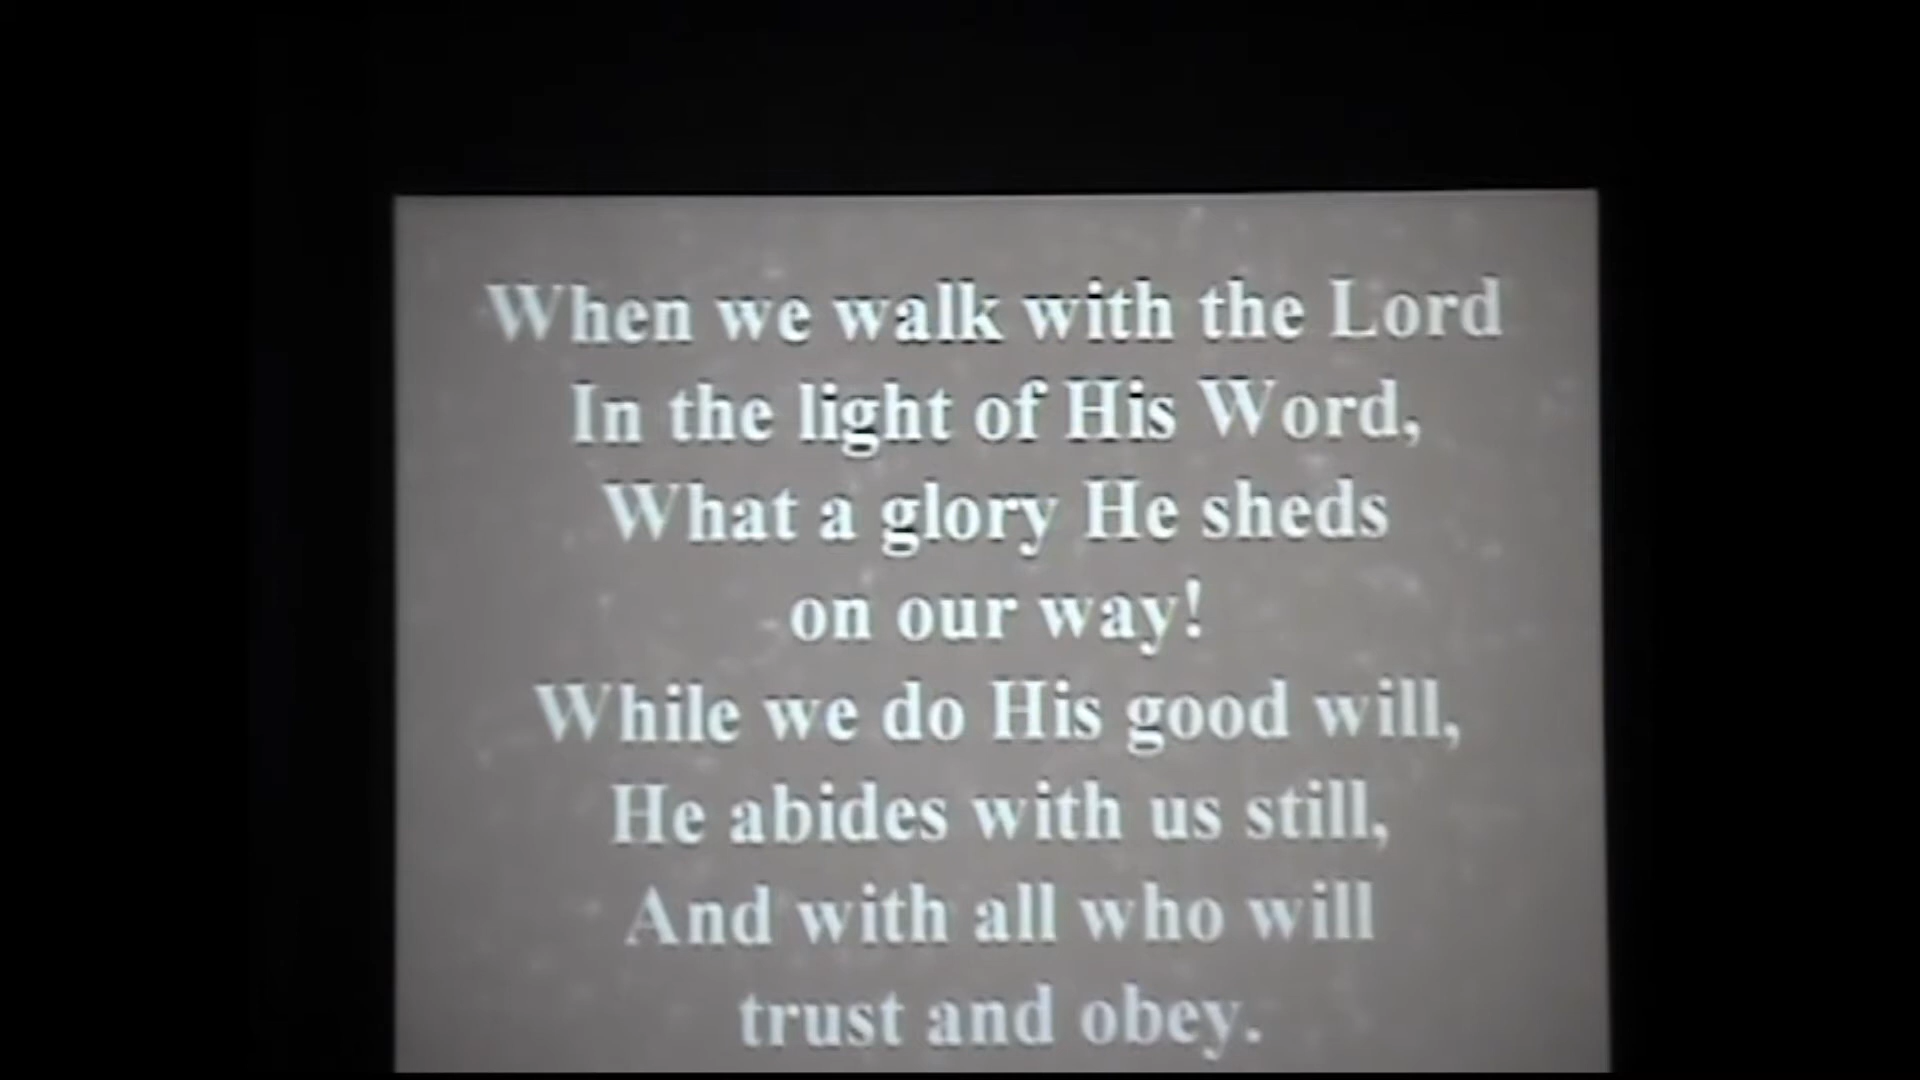 When we walk with the Lord
In the light of His Word,
What a glory He sheds
on our way!
While we do His good will,
He abides with us still,
And with all who will
trust and obey.